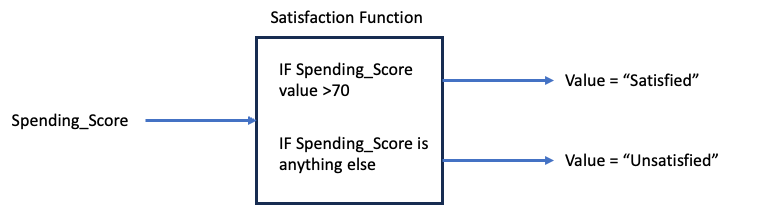 Satisfaction Function
IF Spending_Score
value >70
Value = “Satisfied”
Spending_Score
IF Spending_Score is
anything else
Value = “Unsatisfied”